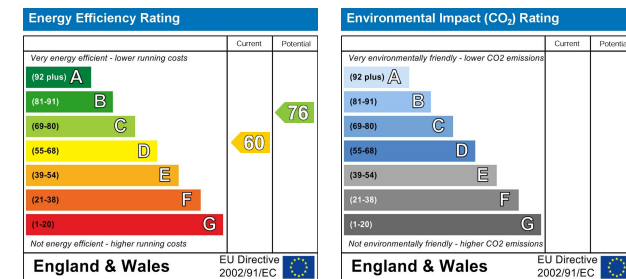 Energy Efficiency Rating
Current Potential
Very energy efficient - lower running costs
(92 plus) A
(81-91) B
(69-80) C
(55-68) D
(39-54) E
(21-38) F
(1-20) G
60
76
Not energy efficient - higher running costs
England & Wales
EU Directive
2002/91/EC
Environmental Impact (CO₂) Rating
Current Potential
Very environmentally friendly - lower CO2 emissions
(92 plus) A
(81-91) B
(69-80) C
(55-68) D
(39-54) E
(21-38) F
(1-20) G
Not environmentally friendly - higher CO2 emissions
England & Wales
EU Directive
2002/91/EC